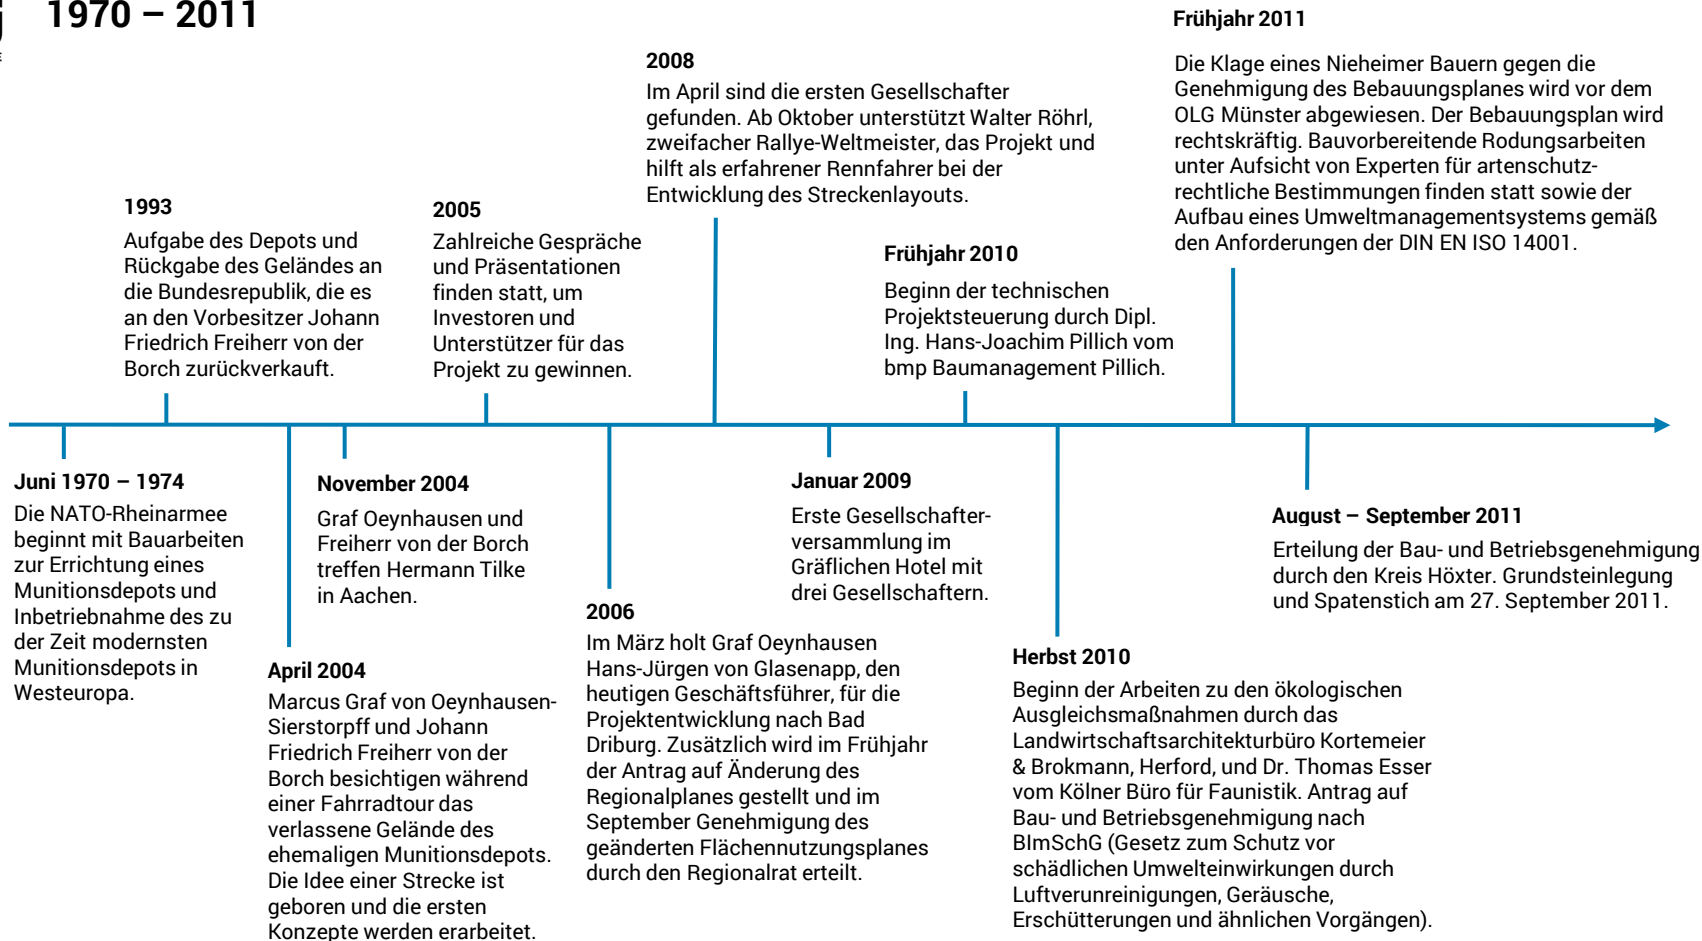 1970 – 2011
Juni 1970 – 1974
Die NATO-Rheinarmee
beginnt mit Bauarbeiten
zur Errichtung eines
Munitionsdepots und
Inbetriebnahme des zu
der Zeit modernsten
Munitionsdepots in
Westeuropa.
1993
Aufgabe des Depots und
Rückgabe des Geländes an
die Bundesrepublik, die es
an den Vorbesitzer Johann
Friedrich Freiherr von der
Borch zurückverkauft.
April 2004
Marcus Graf von Oeynhausen-
Sierstorpff und Johann
Friedrich Freiherr von der
Borch besichtigen während
einer Fahrradtour das
verlassene Gelände des
ehemaligen Munitionsdepots.
Die Idee einer Strecke ist
geboren und die ersten
Konzepte werden erarbeitet.
November 2004
Graf Oeynhausen und
Freiherr von der Borch
treffen Hermann Tilke
in Aachen.
2005
Zahlreiche Gespräche
und Präsentationen
finden statt, um
Investoren und
Unterstützer für das
Projekt zu gewinnen.
2006
Im März holt Graf Oeynhausen
Hans-Jürgen von Glasenapp, den
heutigen Geschäftsführer, für die
Projektentwicklung nach Bad
Driburg. Zusätzlich wird im Frühjahr
der Antrag auf Änderung des
Regionalplanes gestellt und im
September Genehmigung des
geänderten Flächennutzungsplanes
durch den Regionalrat erteilt.
2008
Im April sind die ersten Gesellschafter
gefunden. Ab Oktober unterstützt Walter Röhrl,
zweifacher Rallye-Weltmeister, das Projekt und
hilft als erfahrener Rennfahrer bei der
Entwicklung des Streckenlayouts.
Januar 2009
Erste Gesellschafter-
versammlung im
Gräflichen Hotel mit
drei Gesellschaftern.
Frühjahr 2010
Beginn der technischen
Projektsteuerung durch Dipl.
Ing. Hans-Joachim Pillich vom
bmp Baumanagement Pillich.
Herbst 2010
Beginn der Arbeiten zu den ökologischen
Ausgleichsmaßnahmen durch das
Landwirtschaftsarchitekturbüro Kortemeier
& Brokmann, Herford, und Dr. Thomas Esser
vom Kölner Büro für Faunistik. Antrag auf
Bau- und Betriebsgenehmigung nach
BImSchG (Gesetz zum Schutz vor
schädlichen Umwelteinwirkungen durch
Luftverunreinigungen, Geräusche,
Erschütterungen und ähnlichen Vorgängen).
Frühjahr 2011
Die Klage eines Nieheimer Bauern gegen die
Genehmigung des Bebauungsplanes wird vor dem
OLG Münster abgewiesen. Der Bebauungsplan wird
rechtskräftig. Bauvorbereitende Rodungsarbeiten
unter Aufsicht von Experten für artenschutz-
rechtliche Bestimmungen finden statt sowie der
Aufbau eines Umweltmanagementsystems gemäß
den Anforderungen der DIN EN ISO 14001.
August – September 2011
Erteilung der Bau- und Betriebsgenehmigung
durch den Kreis Höxter. Grundsteinlegung
und Spatenstich am 27. September 2011.